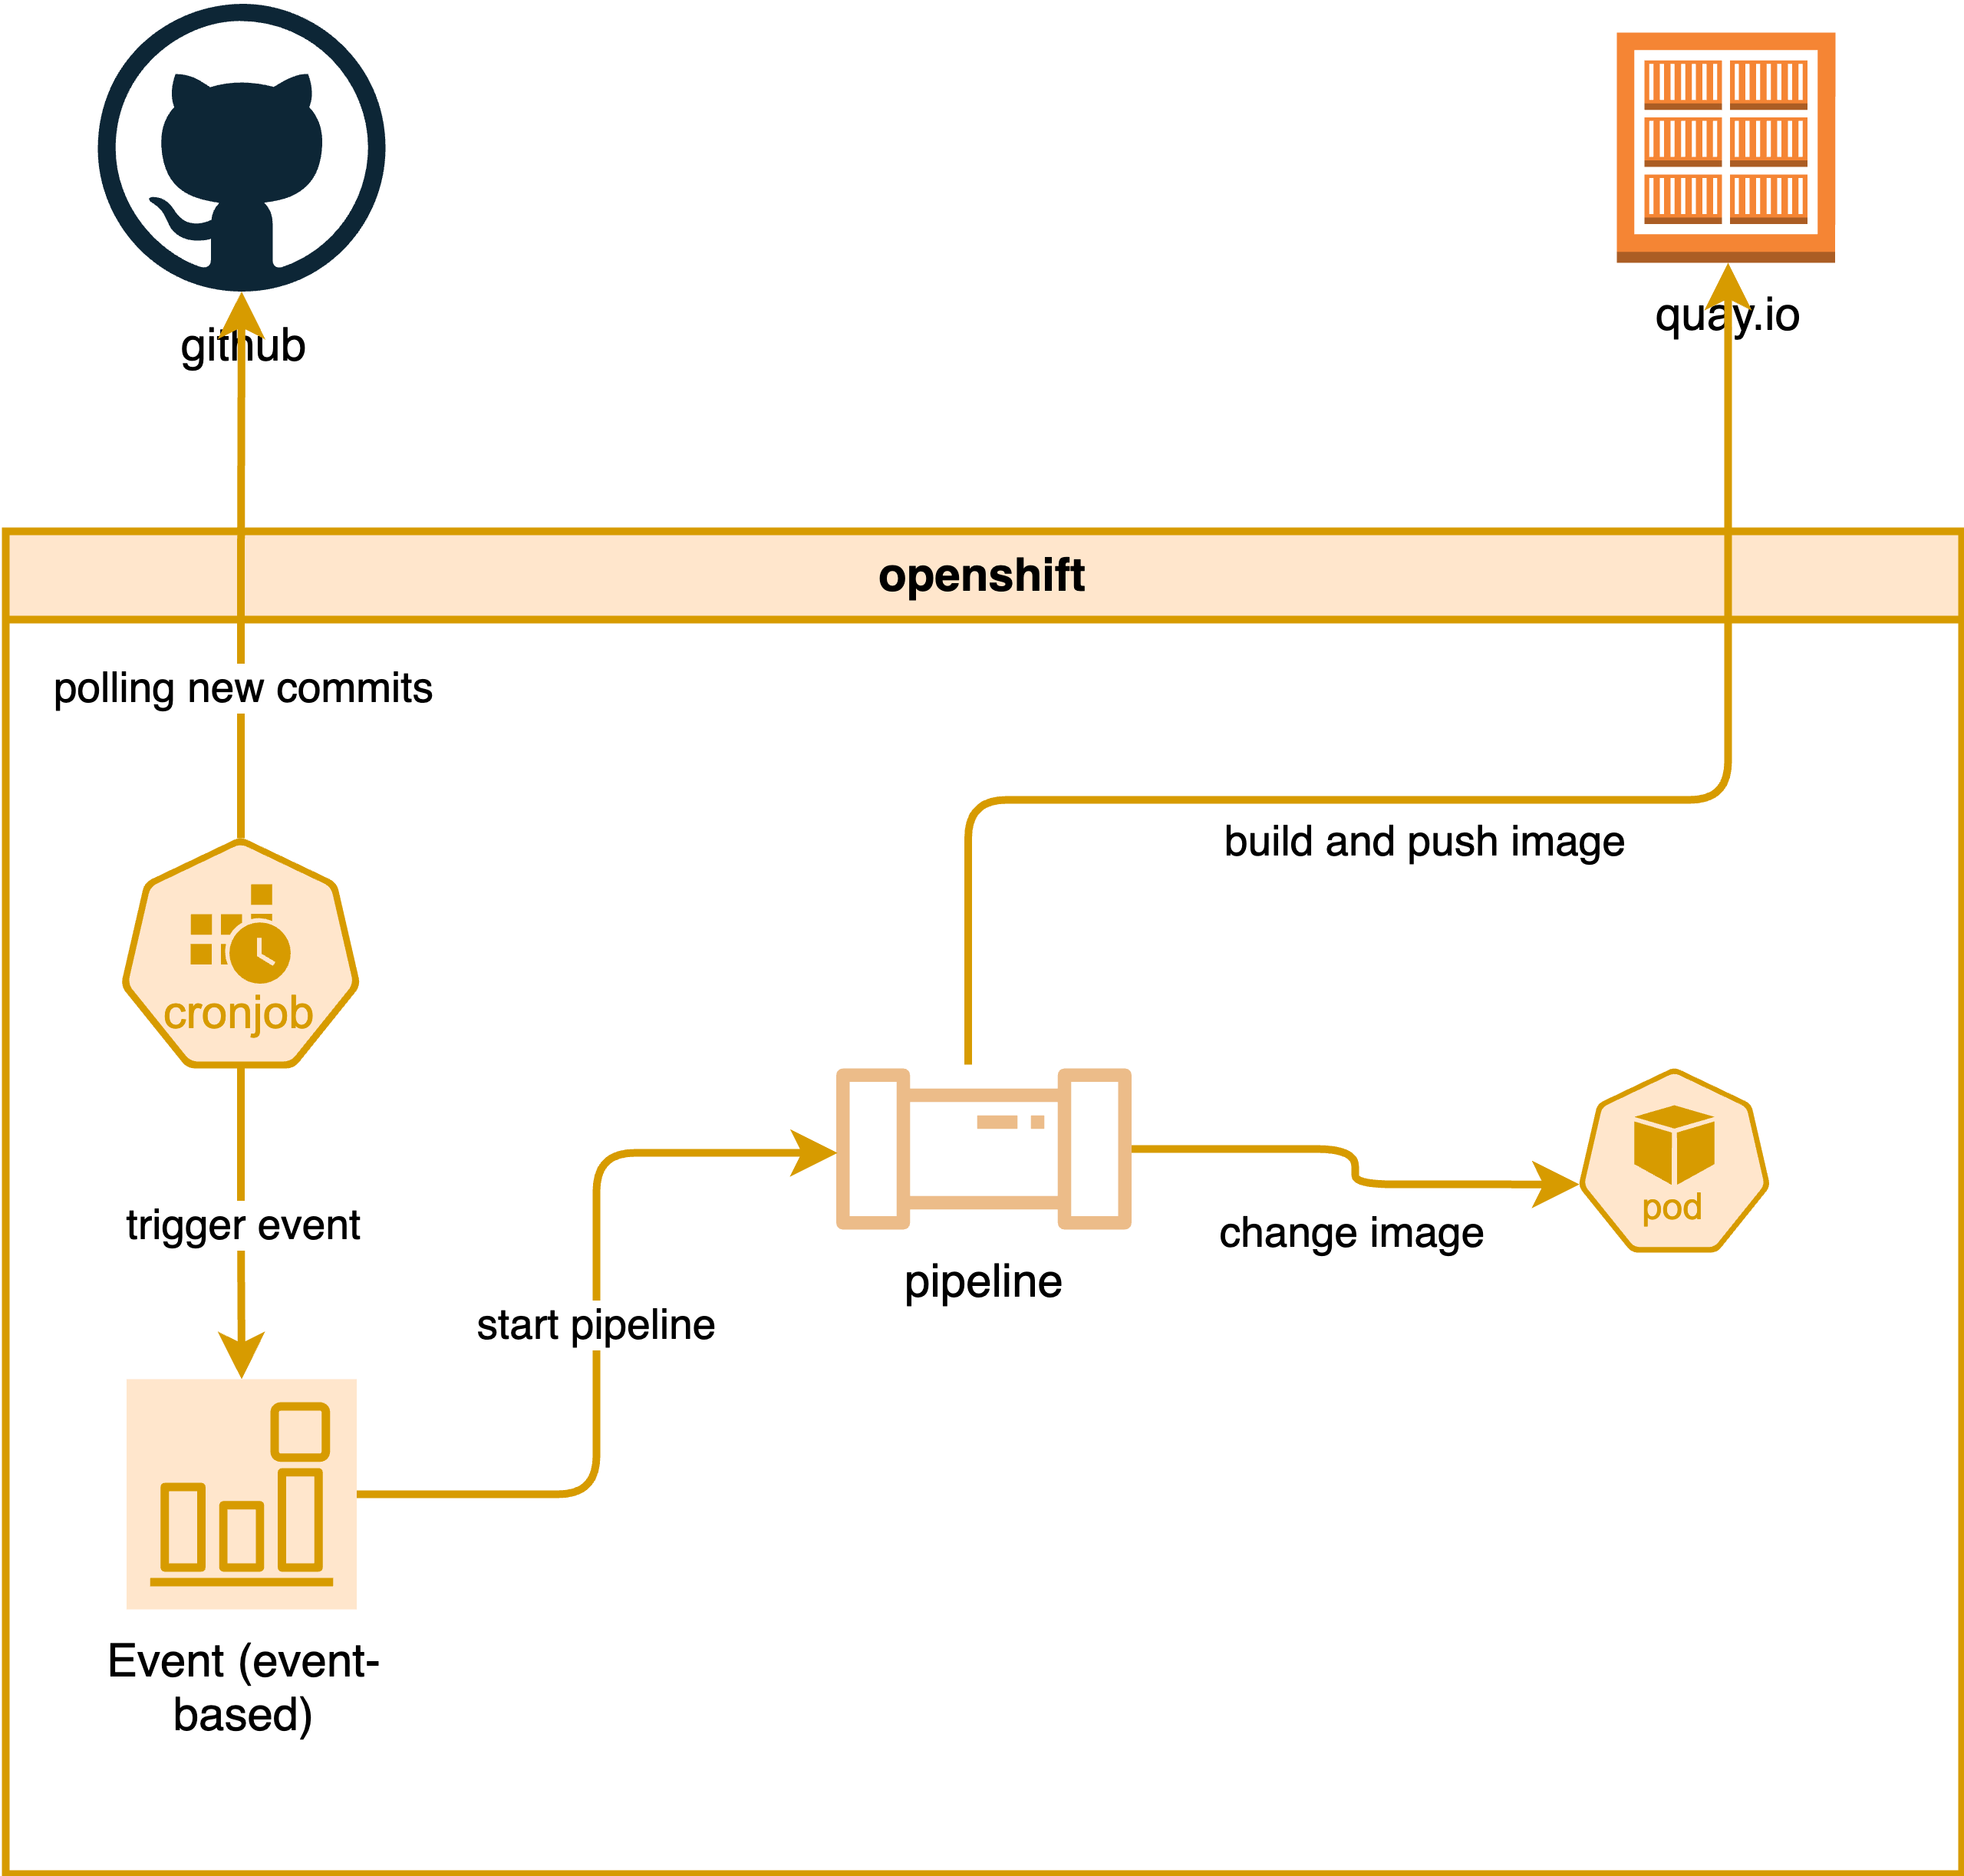 github
quay.io
openshift
polling new commits
build and push image
cronjob
trigger event
change image
pod
pipeline
start pipeline
Event (event-
based)